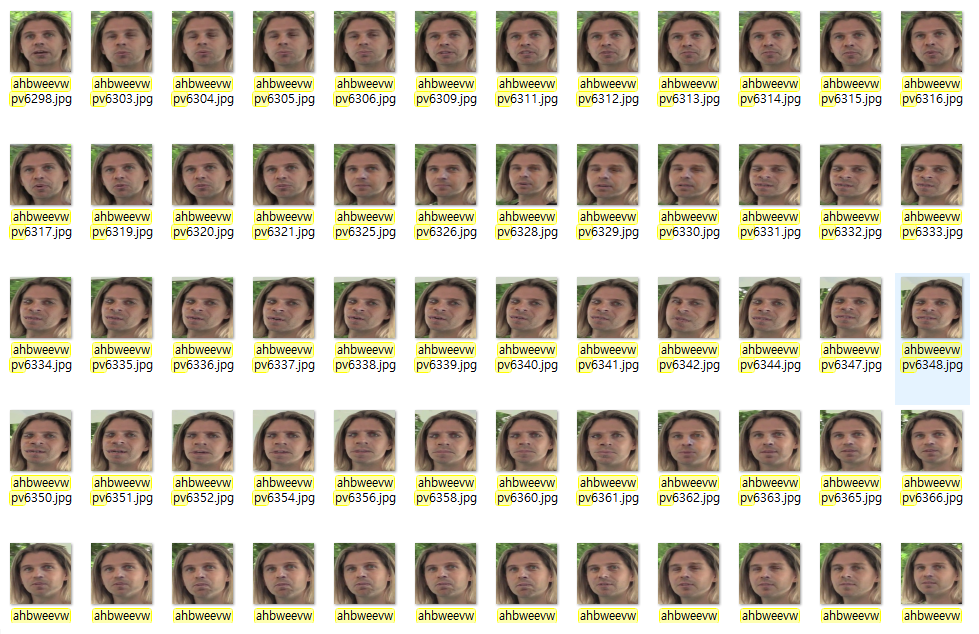 ahbweevw ahbweevw ahbweevw ahbweevw ahbweevw ahbweevw ahbweevw ahbweevw ahbweevw ahbweevw ahbweevw ahbweevw
pv6298.jpg pv6303.jpg pv6304.jpg pv6305.jpg pv6306.jpg pv6309.jpg pv6311.jpg pv6312.jpg pv6313.jpg pv6314.jpg pv6315.jpg pv6316.jpg
ahbweevw ahbweevw ahbweevw ahbweevw ahbweevw ahbweevw ahbweevw ahbweevw ahbweevw ahbweevw ahbweevw ahbweevw
pv6317.jpg pv6319.jpg pv6320.jpg pv6321.jpg pv6325.jpg pv6326.jpg pv6328.jpg pv6329.jpg pv6330.jpg pv6331.jpg pv6332.jpg pv6333.jpg
ahbweevw ahbweevw ahbweevw ahbweevw ahbweevw ahbweevw ahbweevw ahbweevw ahbweevw ahbweevw ahbweevw ahbweevw
pv6334.jpg pv6335.jpg pv6336.jpg pv6337.jpg pv6338.jpg pv6339.jpg pv6340.jpg pv6341.jpg pv6342.jpg pv6344.jpg pv6347.jpg pv6348.jpg
ahbweevw ahbweevw ahbweevw ahbweevw ahbweevw ahbweevw ahbweevw ahbweevw ahbweevw ahbweevw ahbweevw ahbweevw
pv6350.jpg pv6351.jpg pv6352.jpg pv6354.jpg pv6356.jpg pv6358.jpg pv6360.jpg pv6361.jpg pv6362.jpg pv6363.jpg pv6365.jpg pv6366.jpg
ahbweevw ahbweevw ahbweevw ahbweevw ahbweevw ahbweevw ahbweevw ahbweevw ahbweevw ahbweevw ahbweevw ahbweevw